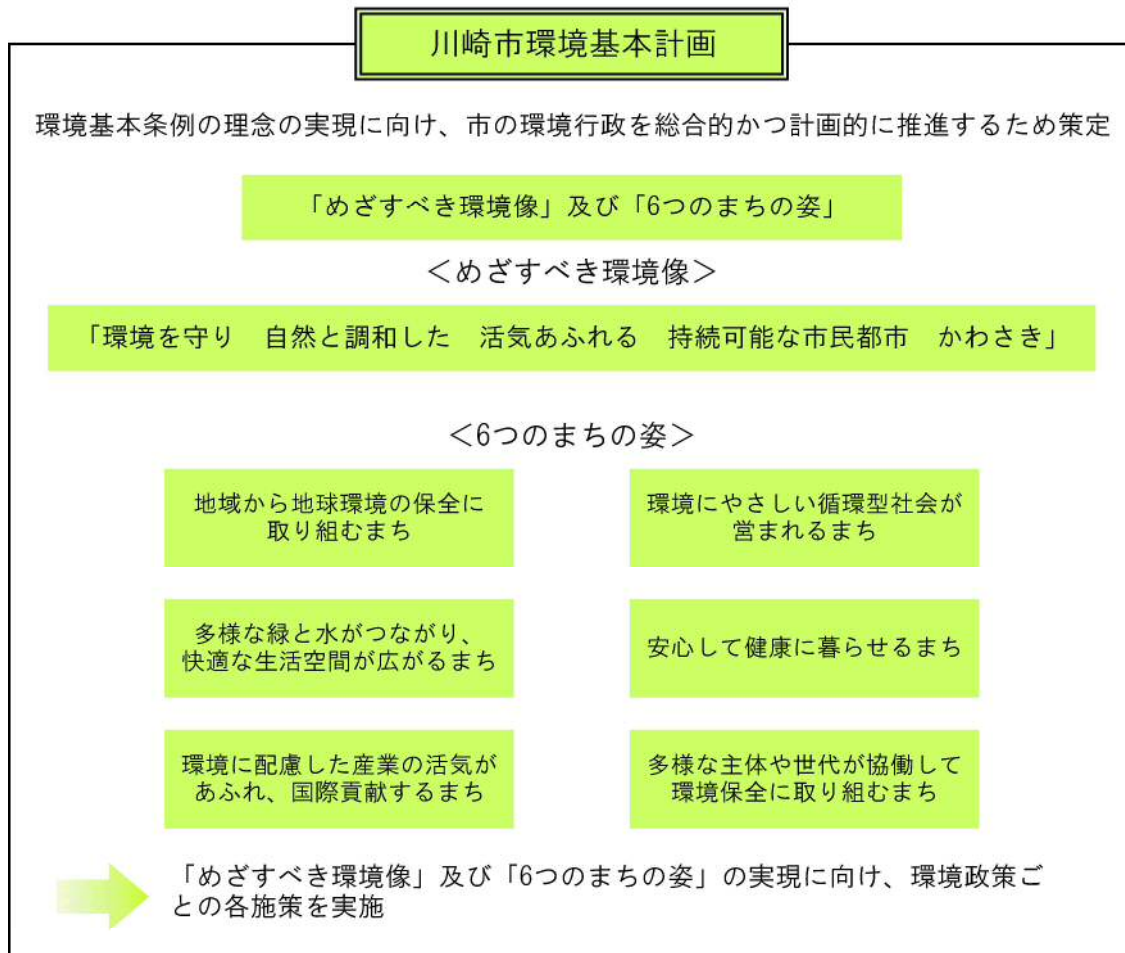 川崎市環境基本計画
環境基本条例の理念の実現に向け、市の環境行政を総合的かつ計画的に推進するため策定
「めざすべき環境像」及び「6つのまちの姿」
＜めざすべき環境像＞
「環境を守り　自然と調和した　活気あふれる　持続可能な市民都市　かわさき」
＜6つのまちの姿＞
地域から地球環境の保全に
取り組むまち
環境にやさしい循環型社会が
営まれるまち
多様な緑と水がつながり、
快適な生活空間が広がるまち
安心して健康に暮らせるまち
環境に配慮した産業の活気が
あふれ、国際貢献するまち
多様な主体や世代が協働して
環境保全に取り組むまち
「めざすべき環境像」及び「6つのまちの姿」の実現に向け、環境政策ご
との各施策を実施